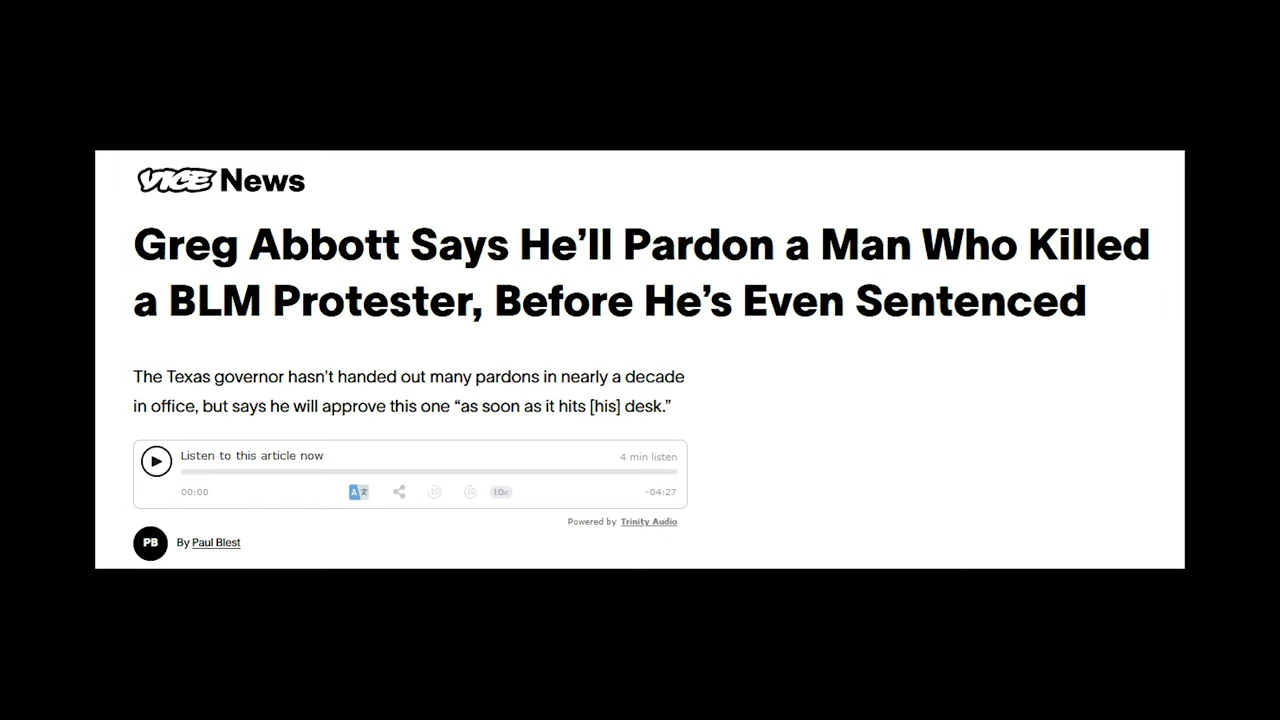 VICE News
Greg Abbott Says He’ll Pardon a Man Who Killed
a BLM Protester, Before He’s Even Sentenced
The Texas governor hasn’t handed out many pardons in nearly a decade
in office, but says he will approve this one “as soon as it hits [his] desk.”
Listen to this article now
4 min listen
00:00
A
10
10
1.0x
-04:27
Powered by Trinity Audio
PB
By Paul Blest